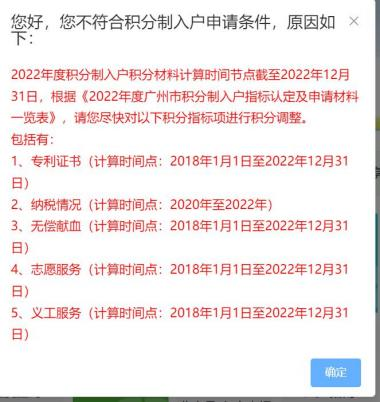 您好，您不符合积分制入户申请条件，原因如
下：
2022年度积分制入户积分材料计算时间节点截至2022年12月
31日，根据《2022年度广州市积分制入户指标认定及申请材料
一览表》，请您尽快对以下积分指标项进行积分调整。
包括有：
1、专利证书（计算时间点：2018年1月1日至2022年12月31
日）
2、纳税情况（计算时间点：2020年至2022年）
3、无偿献血（计算时间点：2018年1月1日至2022年12月31
日）
4、志愿服务（计算时间点：2018年1月1日至2022年12月31
日）
5、义工服务（计算时间点：2018年1月1日至2022年12月31
日）
确定